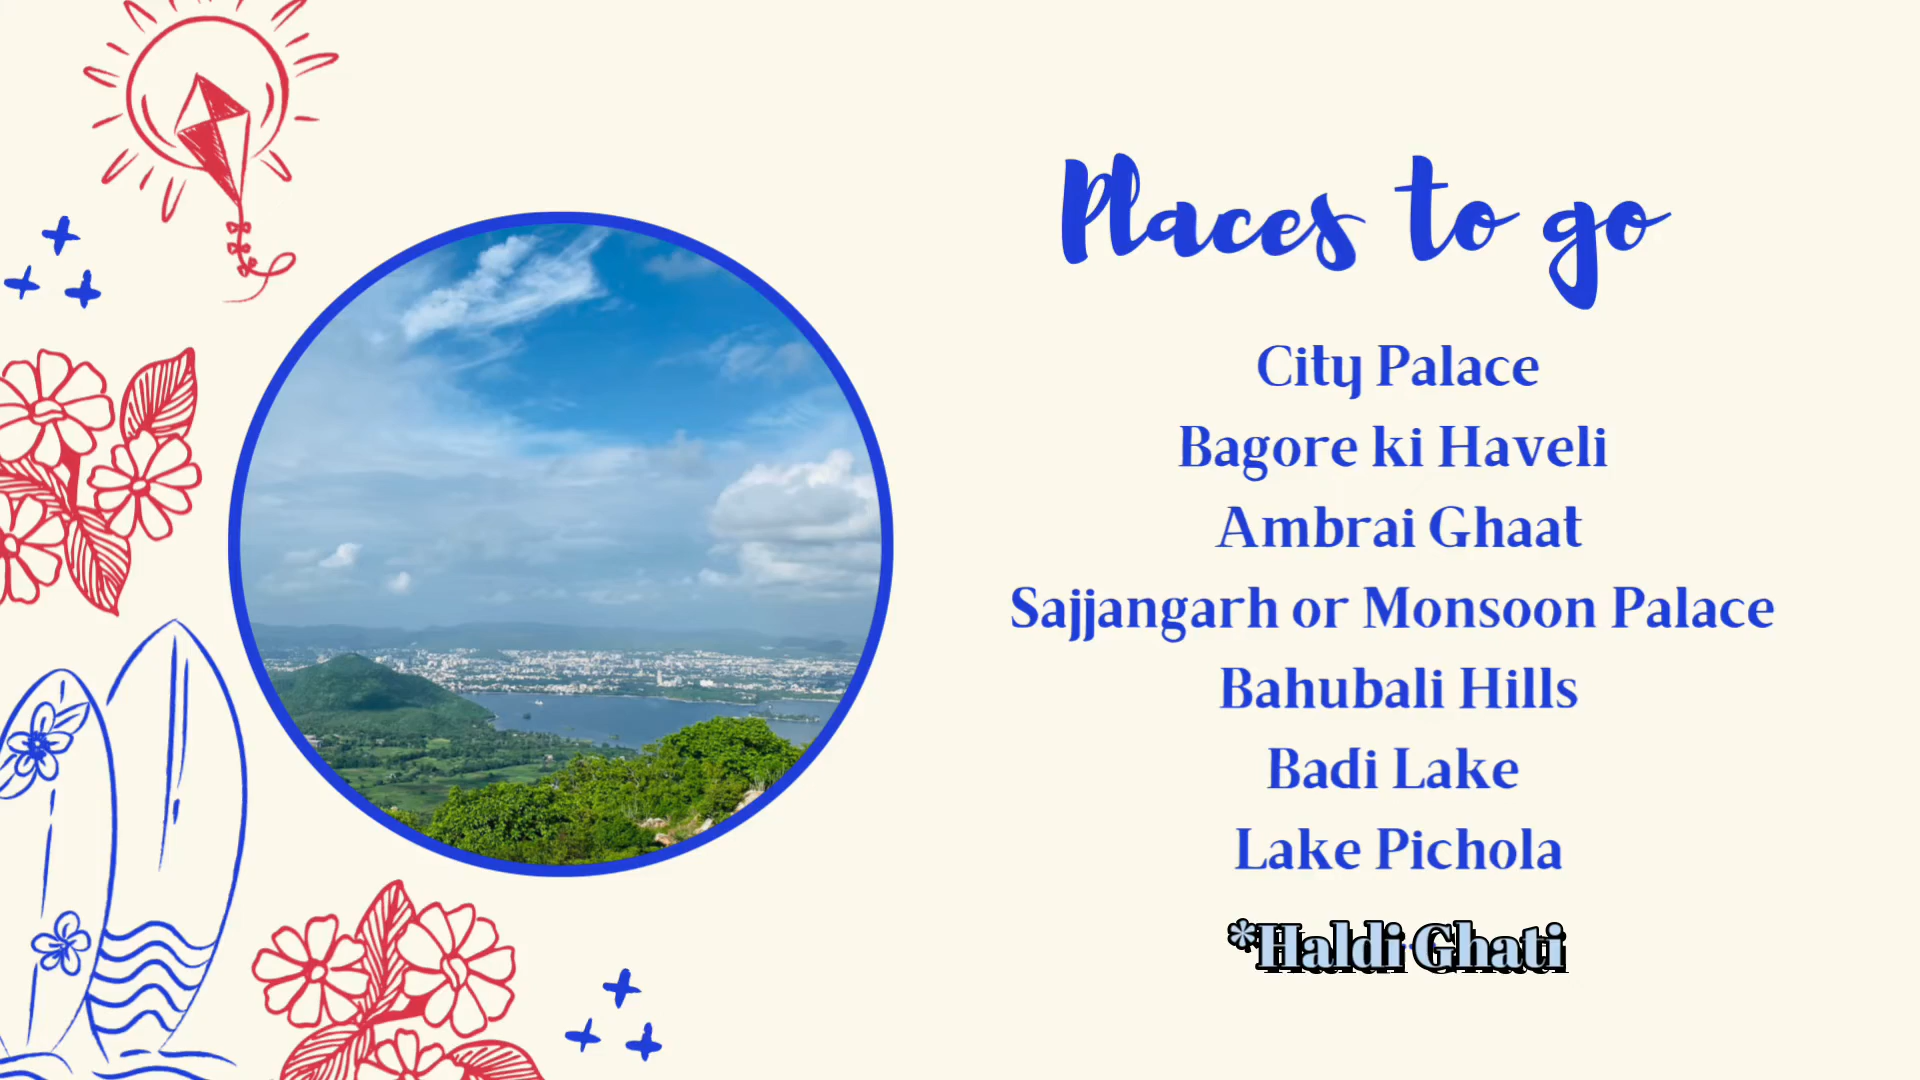 Places to go
City Palace
Bagore ki Haveli
Ambrai Ghaat
Sajjangarh or Monsoon Palace
Bahubali Hills
Badi Lake
Lake Pichola
*Haldi Ghati